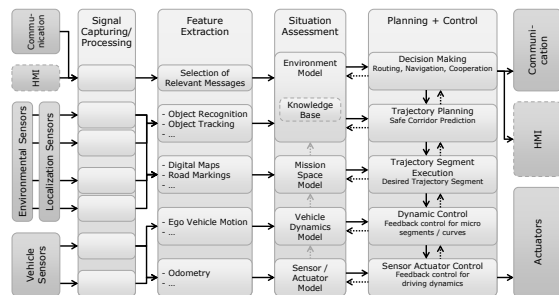 Communi-
cation
HMI
Environmental Sensors
Localization Sensors
Vehicle
Sensors
Signal
Capturing/
Processing
Feature
Extraction
Selection of
Relevant Messages
- Object Recognition
- Object Tracking
- ...
- Digital Maps
- Road Markings
- ...
- Ego Vehicle Motion
- ...
- Odometry
- ...
Situation
Assessment
Environment
Model
Knowledge
Base
Mission
Space Model
Vehicle
Dynamics
Model
Sensor /
Actuator
Model
Planning + Control
Decision Making
Routing, Navigation, Cooperation
Trajectory Planning
Safe Corridor Prediction
Trajectory Segment
Execution
Desired Trajectory Segment
Dynamic Control
Feedback control for micro
segments / curves
Sensor Actuator Control
Feedback control for
driving dynamics
Communi-
cation
HMI
Actuators